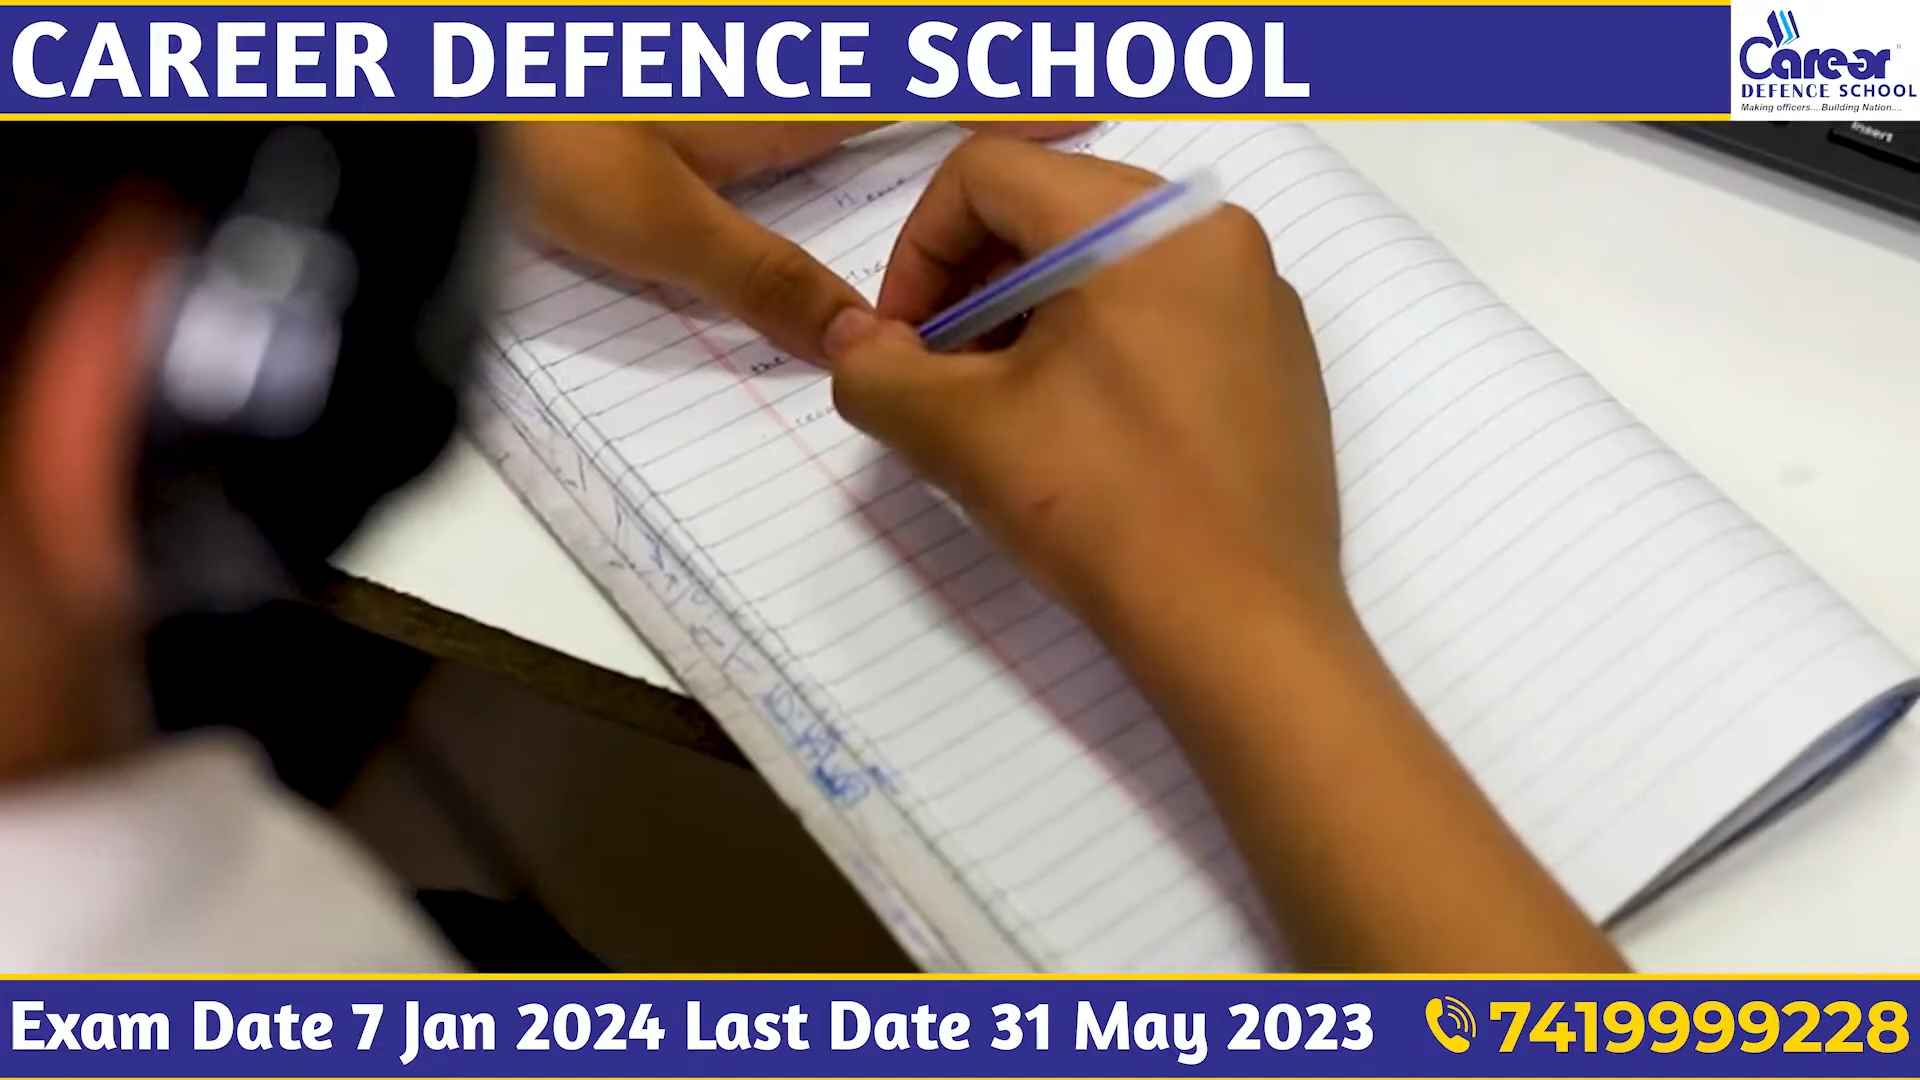 CAREER DEFENCE SCHOOL
Career
DEFENCE SCHOOL
Making officers....Building Nation....
Insert
the
Exam Date 7 Jan 2024 Last Date 31 May 2023
7419999228